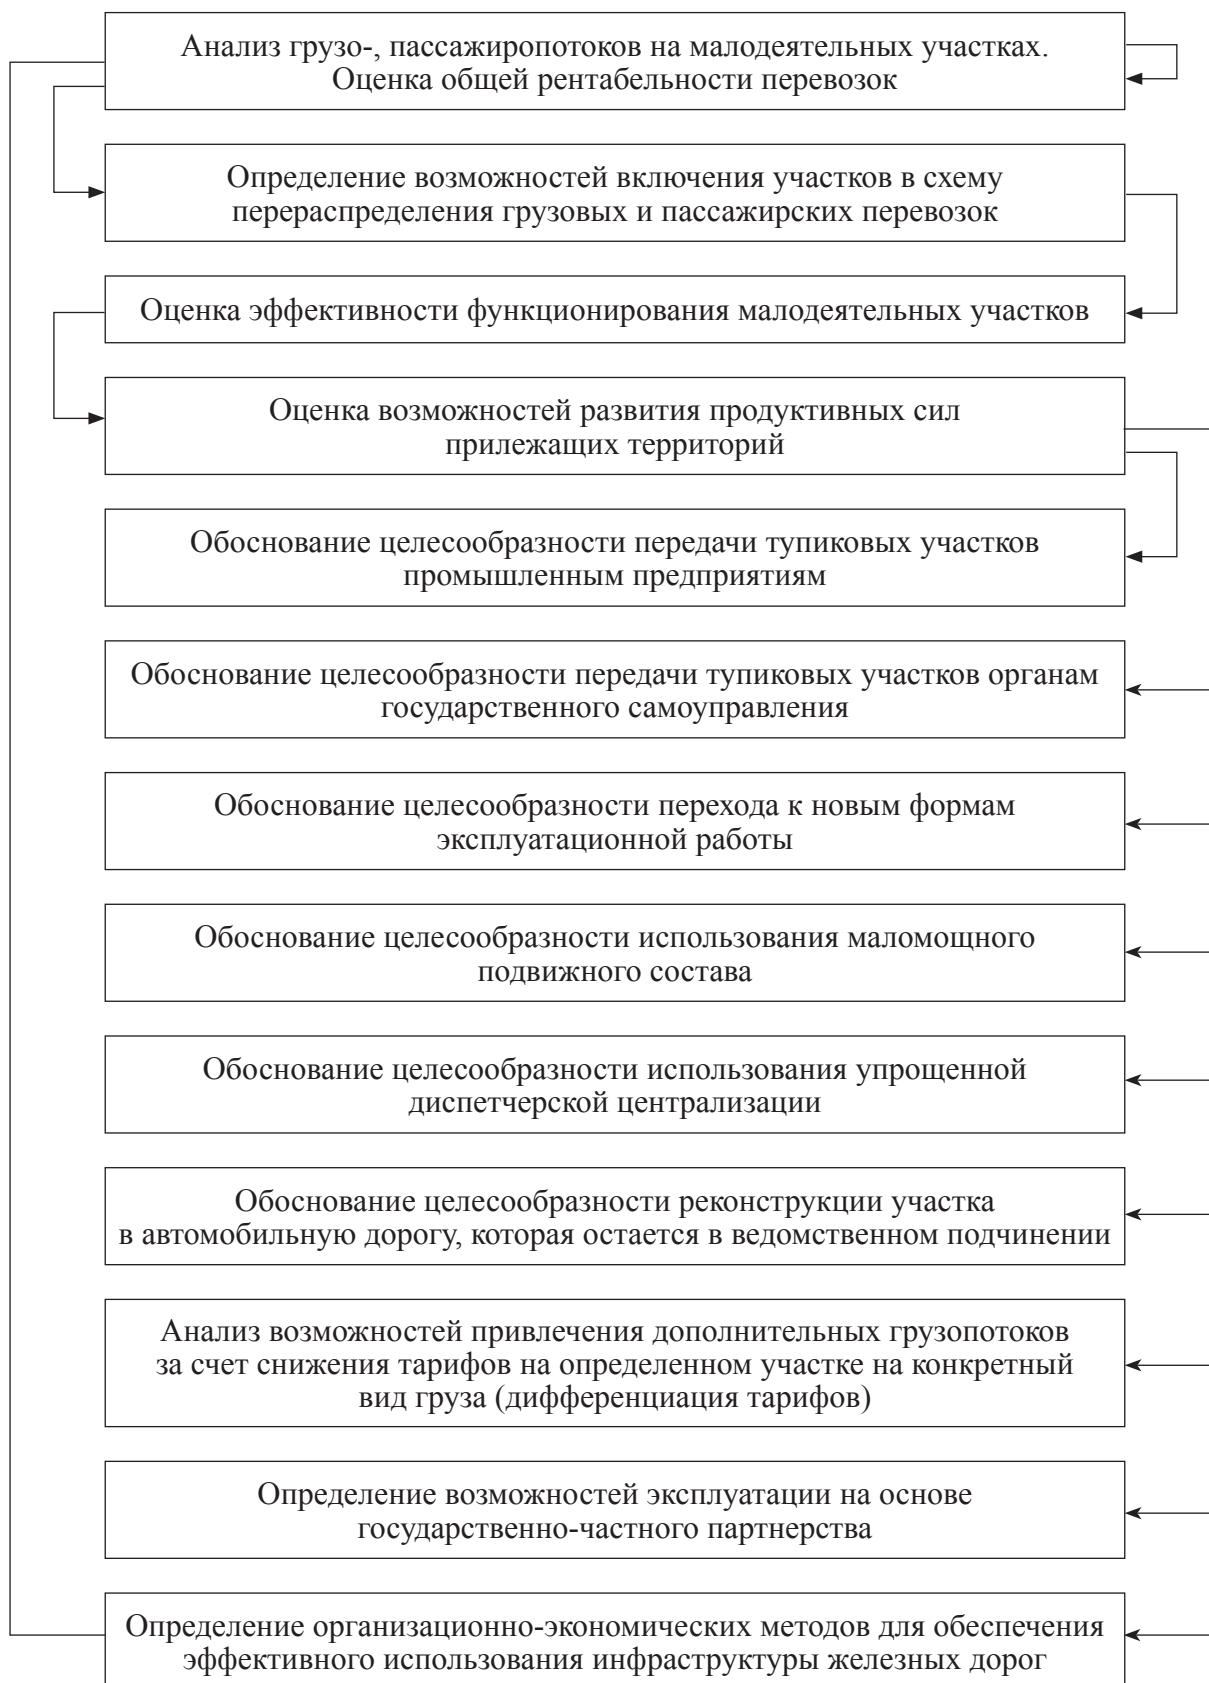 Анализ грузо-, пассажиропотоков на малодеятельных участках.
Оценка общей рентабельности перевозок
Определение возможностей включения участков в схему
перераспределения грузовых и пассажирских перевозок
Оценка эффективности функционирования малодеятельных участков
Оценка возможностей развития продуктивных сил
прилежащих территорий
Обоснование целесообразности передачи тупиковых участков
промышленным предприятиям
Обоснование целесообразности передачи тупиковых участков органам
государственного самоуправления
Обоснование целесообразности перехода к новым формам
эксплуатационной работы
Обоснование целесообразности использования маломощного
подвижного состава
Обоснование целесообразности использования упрощенной
диспетчерской централизации
Обоснование целесообразности реконструкции участка
в автомобильную дорогу, которая остается в ведомственном подчинении
Анализ возможностей привлечения дополнительных грузопотоков
за счет снижения тарифов на определенном участке на конкретный
вид груза (дифференциация тарифов)
Определение возможностей эксплуатации на основе
государственно-частного партнерства
Определение организационно-экономических методов для обеспечения
эффективного использования инфраструктуры железных дорог